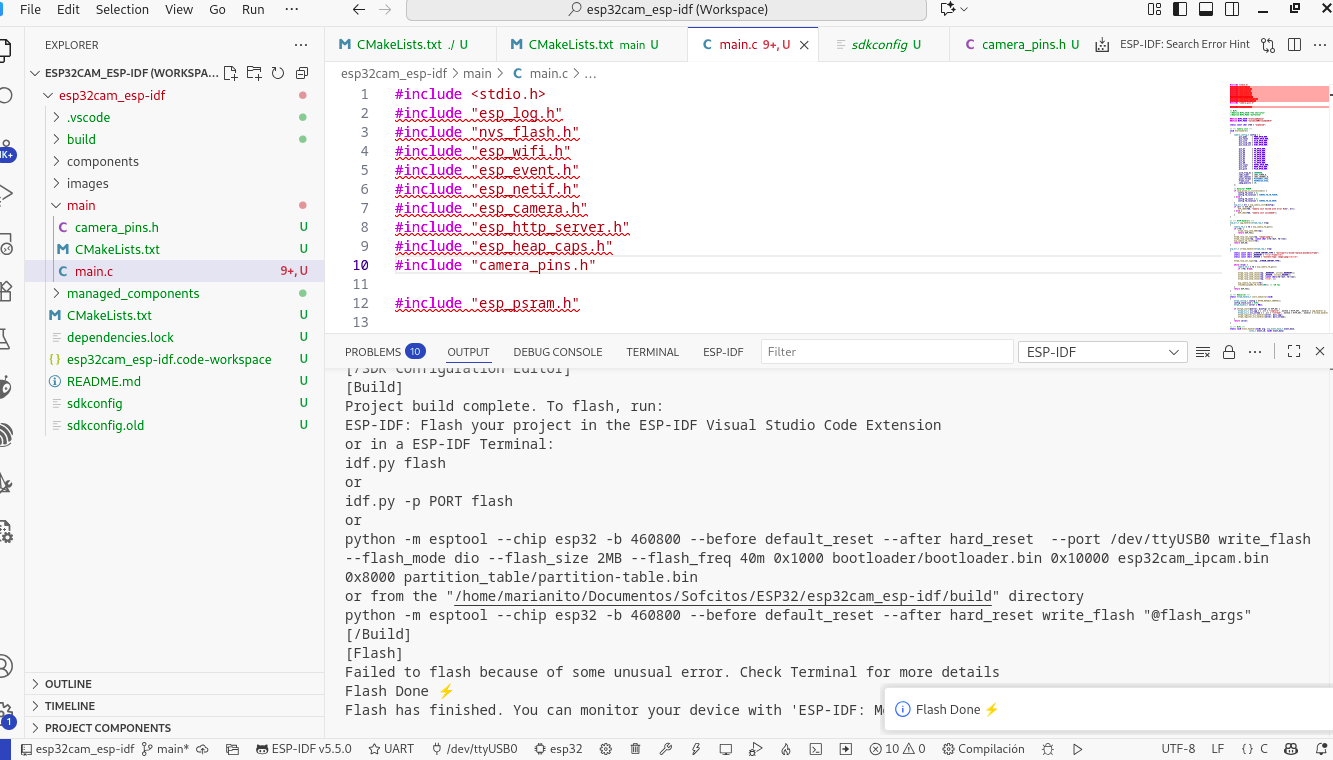 File Edit Selection View Go Run ···
esp32cam_esp-idf (Workspace)
EXPLORER ···
ESP32CAM_ESP-IDF (WORKSPA...
esp32cam_esp-idf
.vscode
build
components
images
main
camera_pins.h U
CMakeLists.txt U
main.c 9+, U
managed_components
CMakeLists.txt U
dependencies.lock U
esp32cam_esp-idf.code-workspace U
README.md U
sdkconfig U
sdkconfig.old U
OUTLINE
TIMELINE
PROJECT COMPONENTS
CMakeLists.txt ./ U
CMakeLists.txt main U
main.c 9+, U
sdkconfig U
camera_pins.h U
ESP-IDF: Search Error Hint
esp32cam_esp-idf > main > C main.c > ...
1 #include <stdio.h>
2 #include "esp_log.h"
3 #include "nvs_flash.h"
4 #include "esp_wifi.h"
5 #include "esp_event.h"
6 #include "esp_netif.h"
7 #include "esp_camera.h"
8 #include "esp_http_server.h"
9 #include "esp_heap_caps.h"
10 #include "camera_pins.h"
11
12 #include "esp_psram.h"
13
PROBLEMS 10 OUTPUT DEBUG CONSOLE TERMINAL ESP-IDF Filter ESP-IDF
[/SDK Configuration Editor]
[Build]
Project build complete. To flash, run:
ESP-IDF: Flash your project in the ESP-IDF Visual Studio Code Extension
or in a ESP-IDF Terminal:
idf.py flash
or
idf.py -p PORT flash
or
python -m esptool --chip esp32 -b 460800 --before default_reset --after hard_reset  --port /dev/ttyUSB0 write_flash
--flash_mode dio --flash_size 2MB --flash_freq 40m 0x1000 bootloader/bootloader.bin 0x10000 esp32cam_ipcam.bin
0x8000 partition_table/partition-table.bin
or from the "/home/marianito/Documentos/Sofcitos/ESP32/esp32cam_esp-idf/build" directory
python -m esptool --chip esp32 -b 460800 --before default_reset --after hard_reset write_flash "@flash_args"
[/Build]
[Flash]
Failed to flash because of some unusual error. Check Terminal for more details
Flash Done ⚡
Flash has finished. You can monitor your device with 'ESP-IDF:
Flash Done ⚡
esp32cam_esp-idf main* ESP-IDF v5.5.0 UART /dev/ttyUSB0 esp32 10 0 Compilación UTF-8 LF {} C
K+
1